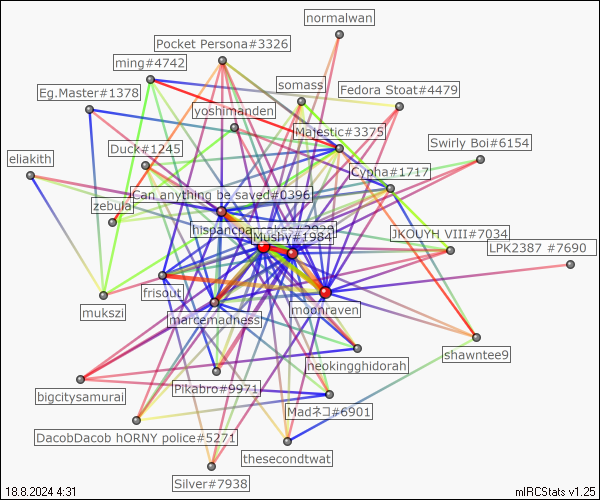 normalwan
Pocket Persona#3326
ming#4742
somass
Eg.Master#1378
Fedora Stoat#4479
yoshimanden
Majestic#3375
Swirly Boi#6154
Duck#1245
eliakith
Cypha#1717
Can anything be saved#0396
zebula
hispancpa
Mushy#1984
JKOUYH VIII#7034
LPK2387 #7690
frisout
mukszi
moonraven
marcemadness
shawntee9
neokingghidorah
Pikabro#9971
bigcitysamurai
Madネコ#6901
DacobDacob hORNY police#5271
thesecondtwat
Silver#7938
18.8.2024 4:31
mIRCStats v1.25